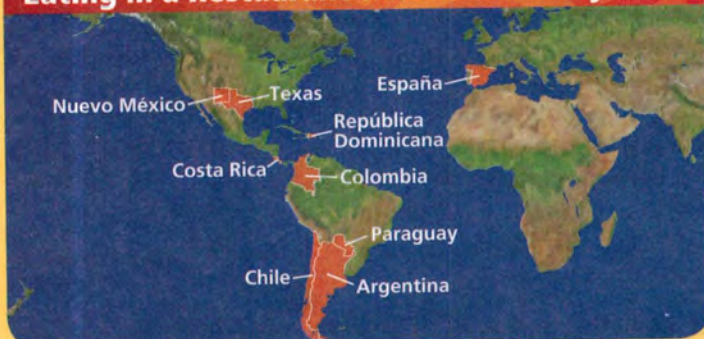 España
Texas
Nuevo México
República
Dominicana
Costa Rica
Colombia
Paraguay
Chile
Argentina